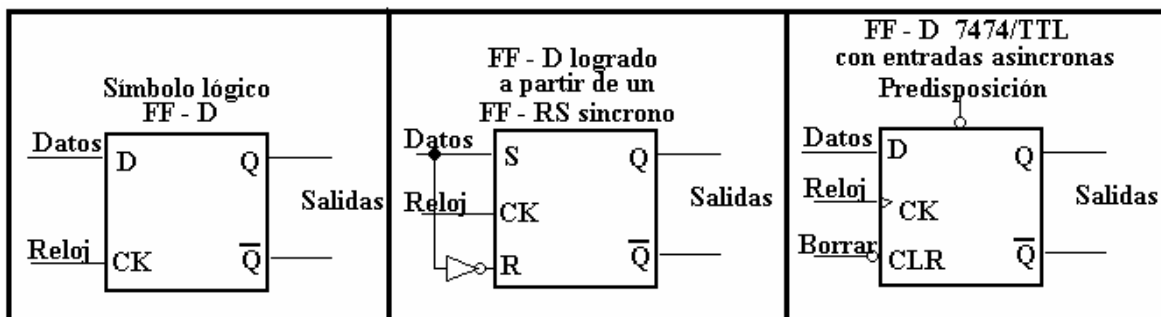 Símbolo lógico
FF - D
Datos
D
Q
Salidas
Reloj
CK
Q̅
FF - D logrado
a partir de un
FF - RS sincrono
Datos
S
Q
Reloj
CK
Salidas
R
Q̅
FF - D 7474/TTL
con entradas asincronas
Predisposición
Datos
D
Q
Reloj
CK
Salidas
Borrar
CLR
Q̅